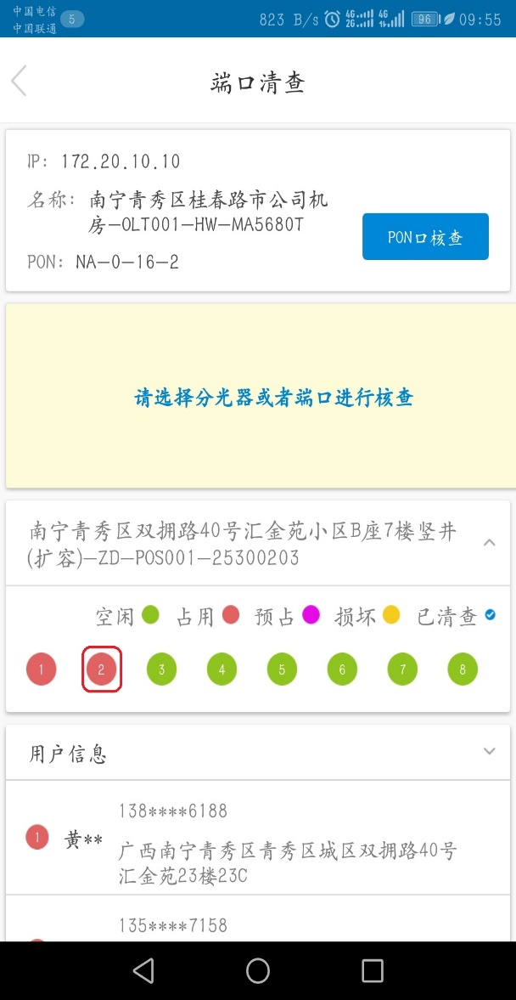 中国电信
中国联通
5
823 B/s 4G 2G 4G 96 09:55
端口清查
IP: 172.20.10.10
名称: 南宁青秀区桂春路市公司机
房-OLT001-HW-MA5680T
PON口核查
PON: NA-0-16-2
请选择分光器或者端口进行核查
南宁青秀区双拥路40号汇金苑小区B座7楼竖井
(扩容)-ZD-POS001-25300203
空闲 占用 预占 损坏 已清查
1 2 3 4 5 6 7 8
用户信息
138****6188
1 黄**
广西南宁青秀区青秀区城区双拥路40号
汇金苑23楼23C
135****7158